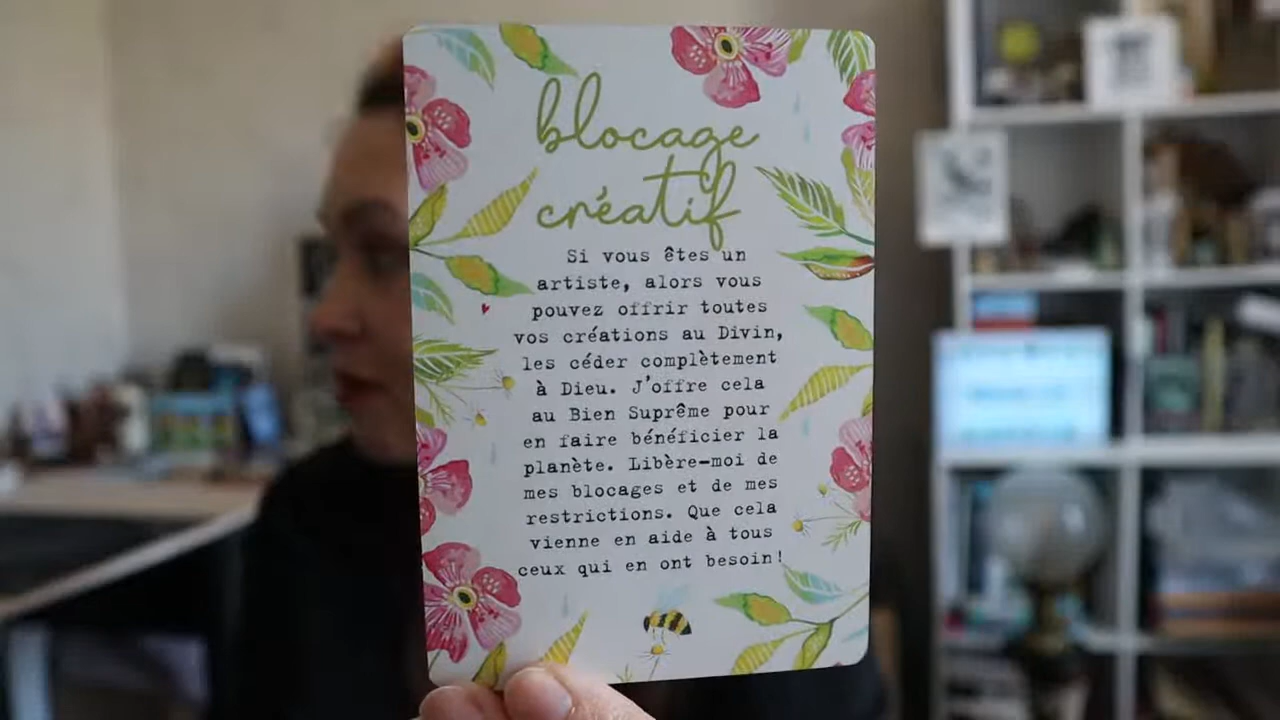 blocage
créatif
Si vous êtes un
artiste, alors vous
pouvez offrir toutes
vos créations au Divin,
les céder complètement
à Dieu. J'offre cela
au Bien Suprême pour
en faire bénéficier la
planète. Libère-moi de
mes blocages et de mes
restrictions. Que cela
vienne en aide à tous
ceux qui en ont besoin!